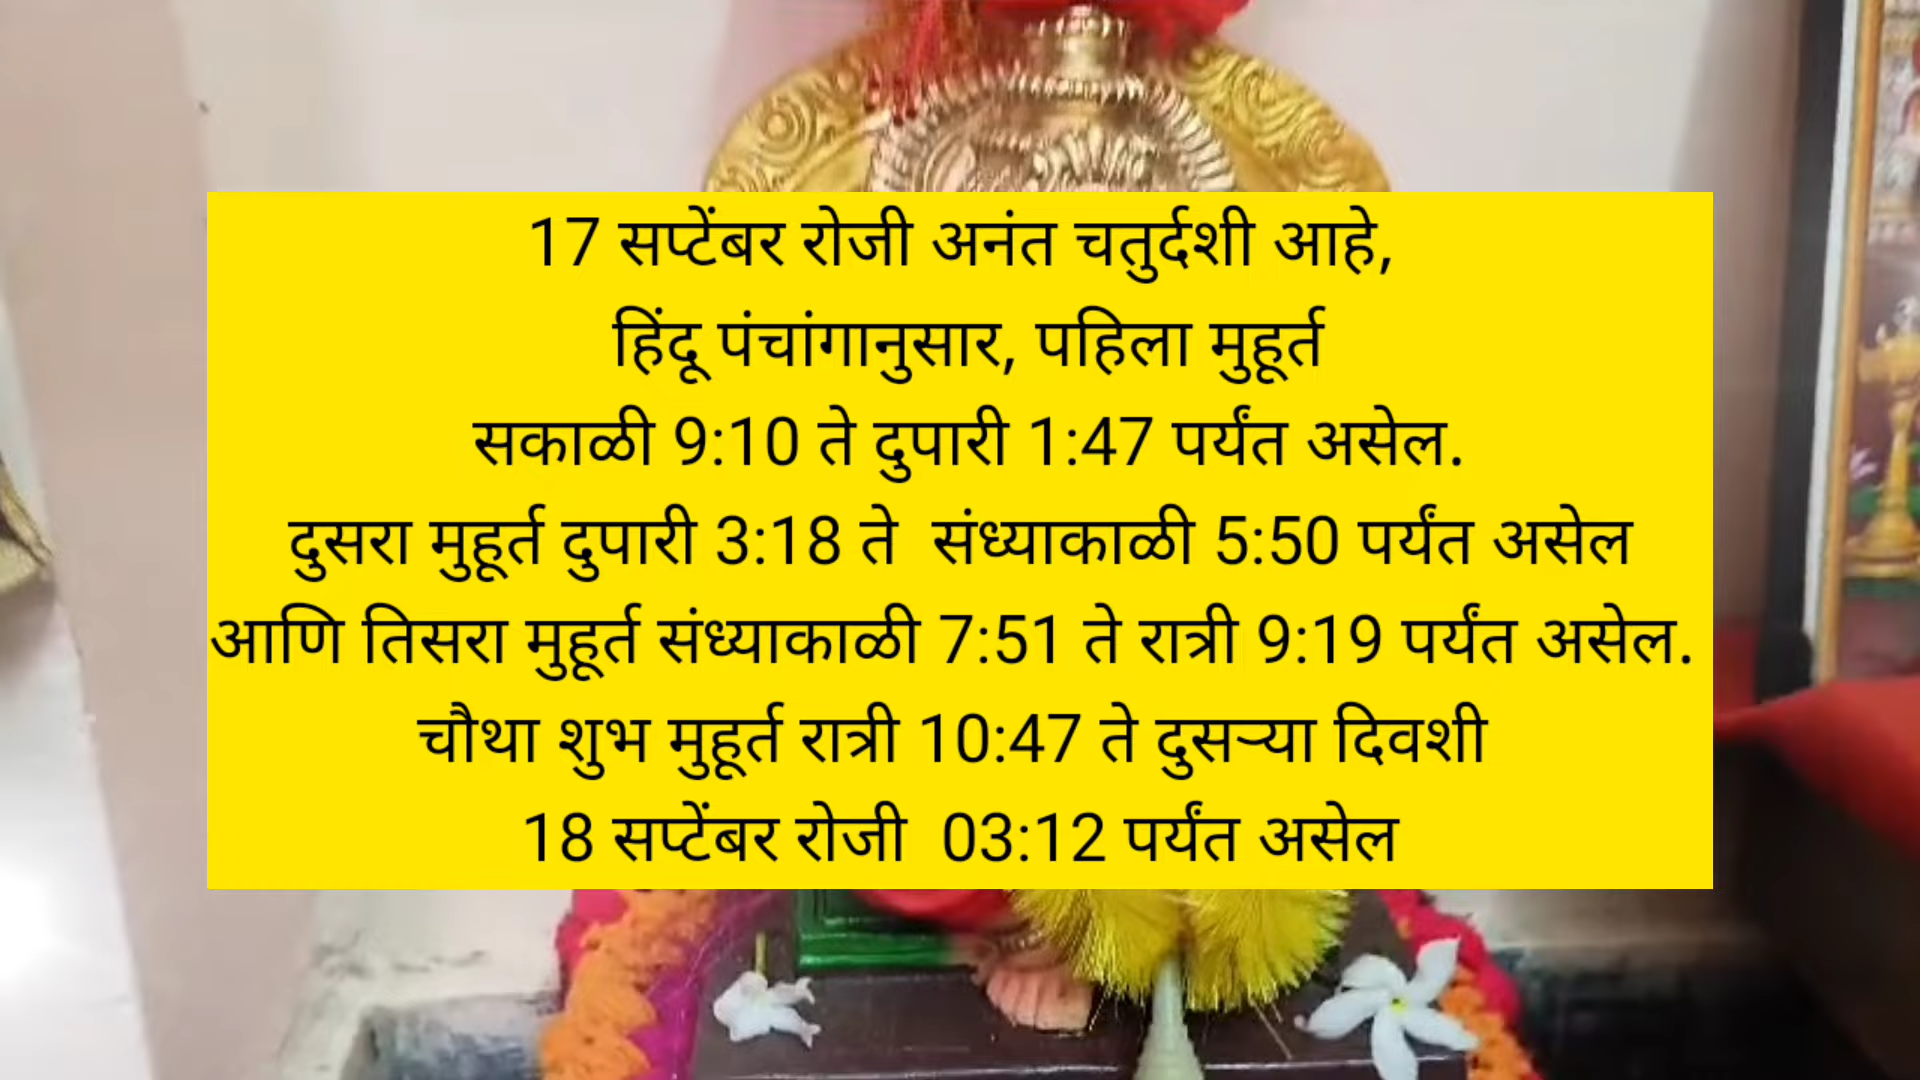 17 सप्टेंबर रोजी अनंत चतुर्दशी आहे,
हिंदू पंचांगानुसार, पहिला मुहूर्त
सकाळी 9:10 ते दुपारी 1:47 पर्यंत असेल.
दुसरा मुहूर्त दुपारी 3:18 ते संध्याकाळी 5:50 पर्यंत असेल
आणि तिसरा मुहूर्त संध्याकाळी 7:51 ते रात्री 9:19 पर्यंत असेल.
चौथा शुभ मुहूर्त रात्री 10:47 ते दुसऱ्या दिवशी
18 सप्टेंबर रोजी 03:12 पर्यंत असेल